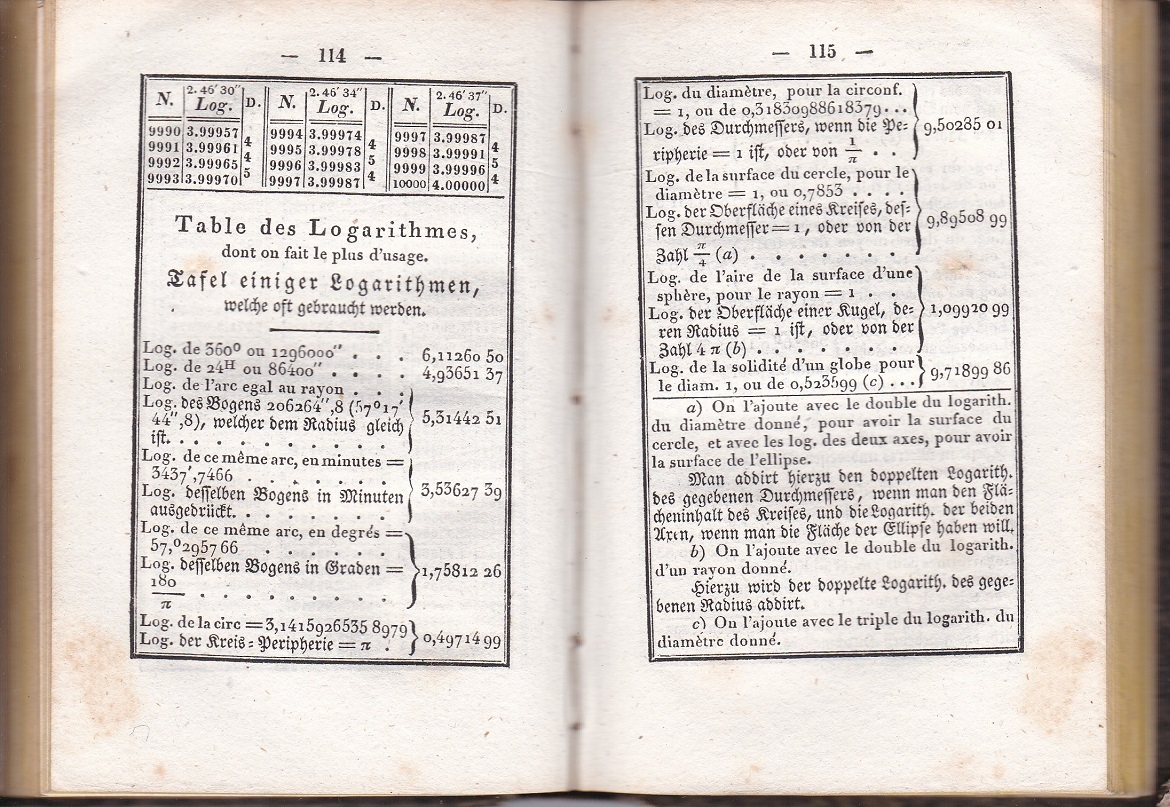 — 114 —
2. 46′ 30″ 2. 46′ 34″ 2. 46′ 37″
N. Log. D. N. Log. D. N. Log. D.
9990 3.99957 4 9994 3.99974 4 9997 3.99987 4
9991 3.99961 4 9995 3.99978 5 9998 3.99991 5
9992 3.99965 5 9996 3.99983 4 9999 3.99996 4
9993 3.99970 9997 3.99987 10000 4.00000
Table des Logarithmes,
dont on fait le plus d'usage.
Tafel einiger Logarithmen,
welche oft gebraucht werden.
Log. de 360° ou 1296000″ . . . 6,11260 50
Log. de 24ᴴ ou 86400″ . . . . 4,93651 37
Log. de l'arc egal au rayon . . .
Log. des Bogens 206264″,8 (57°17′
44″,8), welcher dem Radius gleich 5,31442 51
ist. . . . . . . . . . .
Log. de ce même arc, en minutes =
3437′,7466 . . . . . . .
Log. desselben Bogens in Minuten 3,53627 39
ausgedrückt. . . . . . . .
Log. de ce même arc, en degrés =
57,°2957 66 . . . . . .
Log. desselben Bogens in Graden = 1,75812 26
180
π . . . . . . . . .
Log. de la circ = 3,1415926535 8979
Log. der Kreis=Peripherie = π . 0,49714 99
— 115 —
Log. du diamètre, pour la circonf.
= 1, ou de 0,3183098861 8379...
Log. des Durchmessers, wenn die Pe= 9,50285 01
ripherie = 1 ist, oder von 1/π . .
Log. de la surface du cercle, pour le
diamètre = 1, ou 0,7853 . . . .
Log. der Oberfläche eines Kreises, des=
sen Durchmesser = 1, oder von der 9,89508 99
Zahl π/4 (a) . . . . . . .
Log. de l'aire de la surface d'une
sphère, pour le rayon = 1 . .
Log. der Oberfläche einer Kugel, de= 1,09920 99
ren Radius = 1 ist, oder von der
Zahl 4 π (b) . . . . . . .
Log. de la solidité d'un globe pour
le diam. 1, ou de 0,523599 (c) ... 9,71899 86
a) On l'ajoute avec le double du logarith.
du diamètre donné, pour avoir la surface du
cercle, et avec les log. des deux axes, pour avoir
la surface de l'ellipse.
Man addirt hierzu den doppelten Logarith.
des gegebenen Durchmessers, wenn man den Flä=
cheninhalt des Kreises, und die Logarith. der beiden
Axen, wenn man die Fläche der Ellipse haben will.
b) On l'ajoute avec le double du logarith.
d'un rayon donné.
Hierzu wird der doppelte Logarith. des gege=
benen Radius addirt.
c) On l'ajoute avec le triple du logarith. du
diamètre donné.